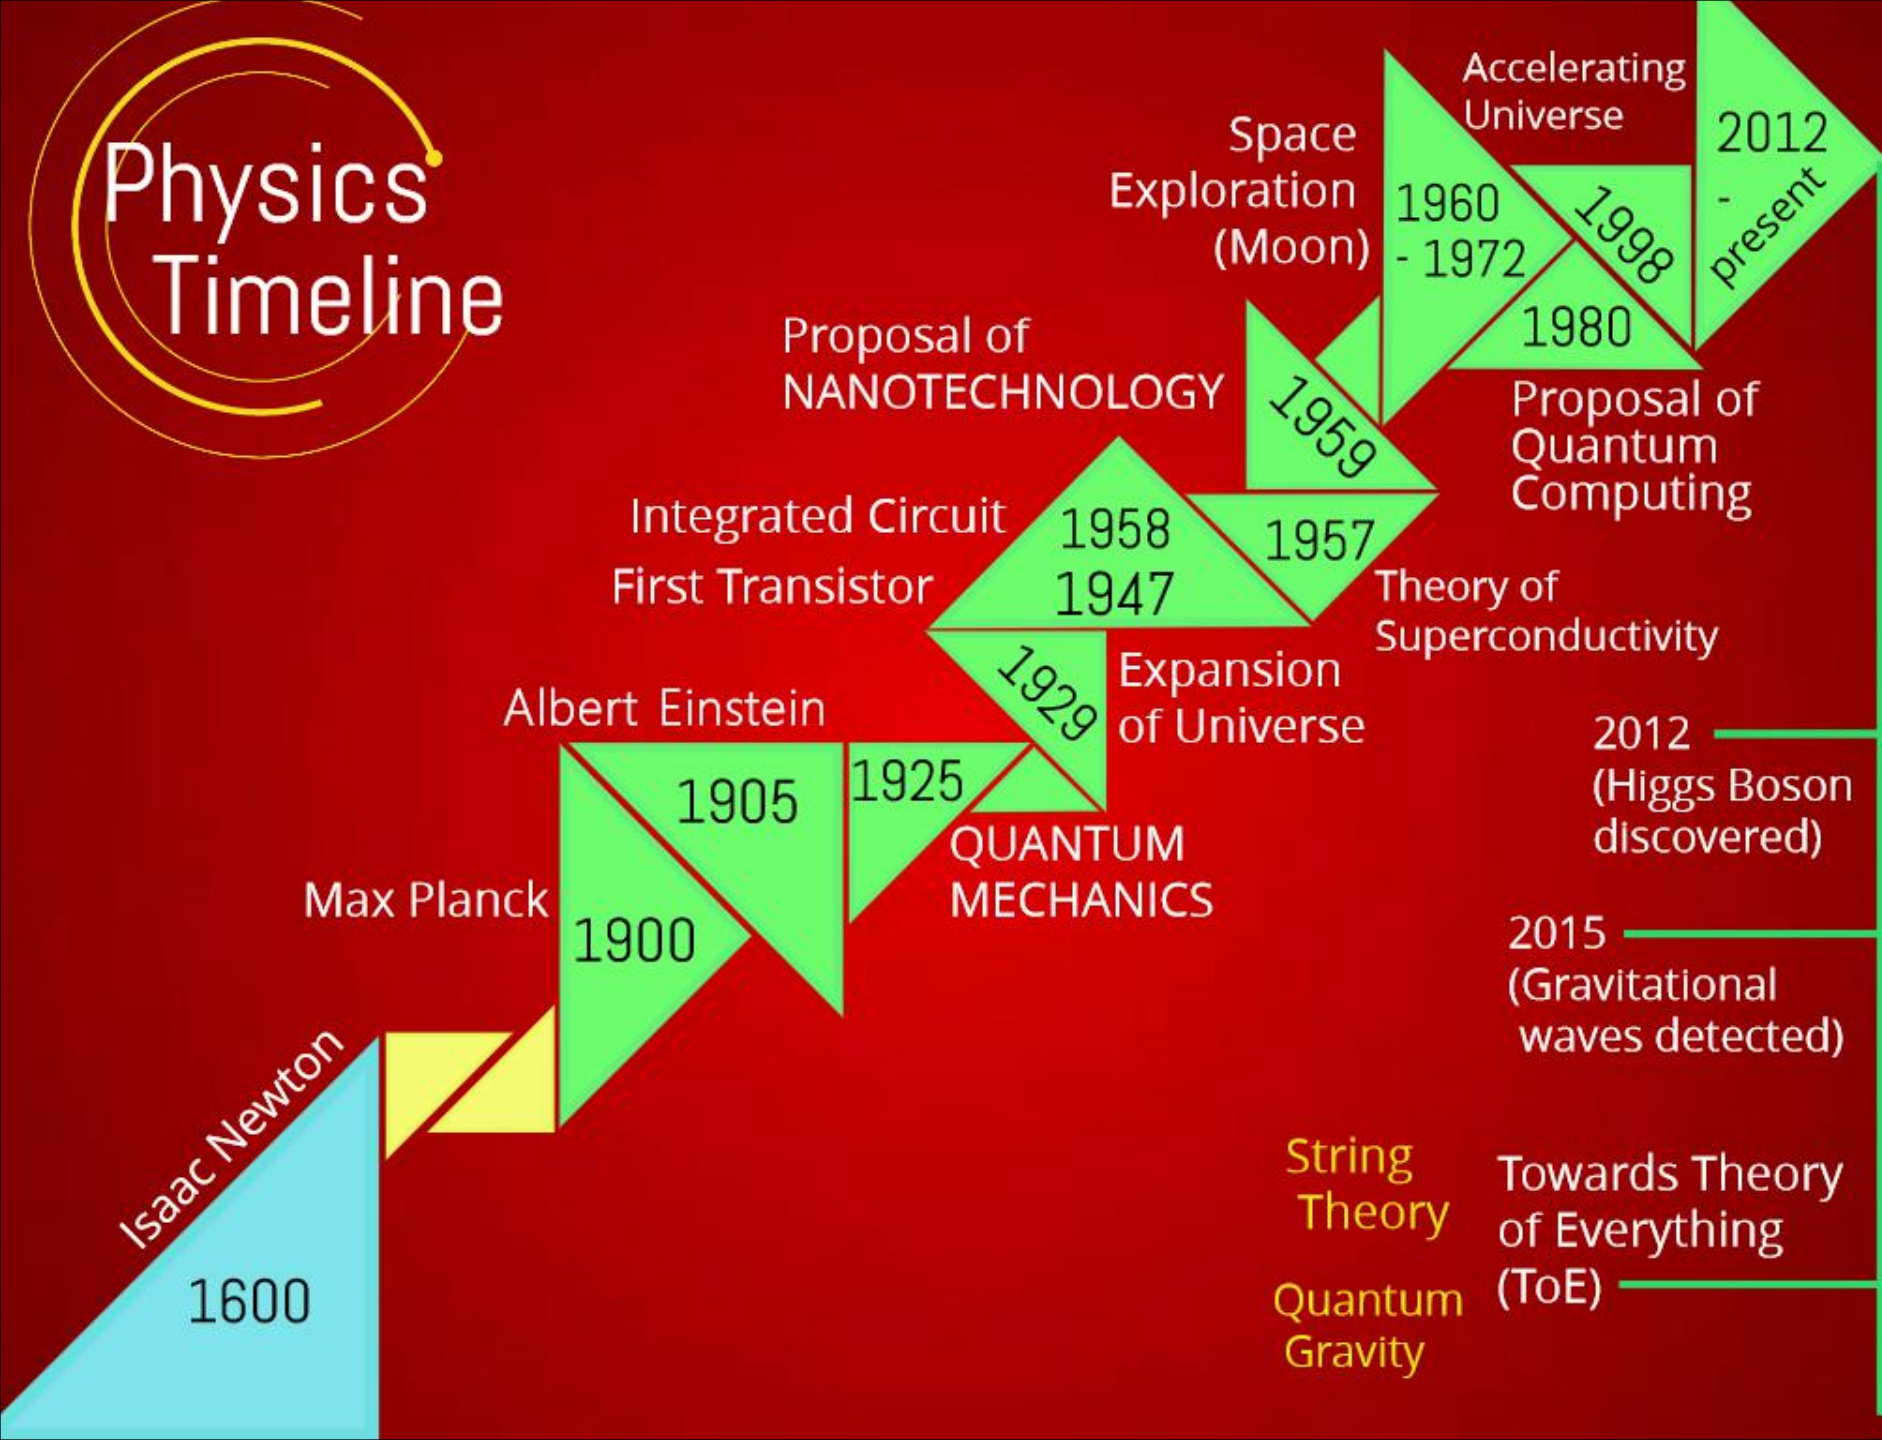 Physics
Timeline
Isaac Newton
1600
Max Planck
1900
Albert Einstein
1905
1925
QUANTUM
MECHANICS
1929
Expansion
of Universe
Integrated Circuit
1958
First Transistor
1947
1957
Theory of
Superconductivity
Proposal of
NANOTECHNOLOGY
1959
Space
Exploration
(Moon)
1960
- 1972
1980
Proposal of
Quantum
Computing
Accelerating
Universe
1998
2012
-
present
2012
(Higgs Boson
discovered)
2015
(Gravitational
waves detected)
Towards Theory
of Everything
(ToE)
String
Theory
Quantum
Gravity